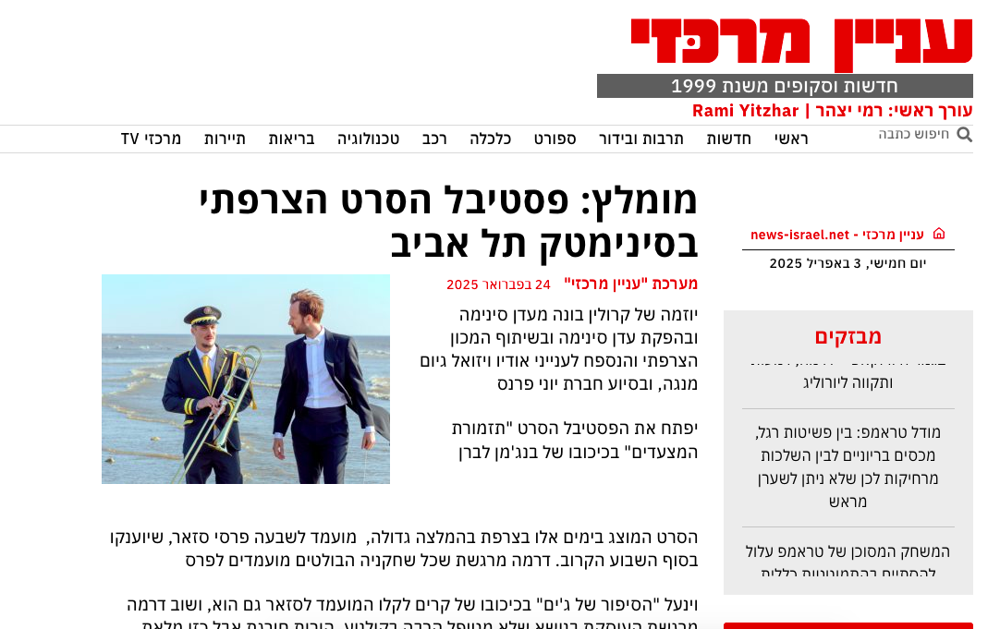 עניין מרכזי
חדשות וסקופים משנת 1999
עורך ראשי: רמי יצהר | Rami Yitzhar
חיפוש כתבה
ראשי חדשות תרבות ובידור ספורט כלכלה רכב טכנולוגיה בריאות תיירות מרכזי TV
עניין מרכזי - news-israel.net
יום חמישי, 3 באפריל 2025
מבזקים
ותקווה ליורוליג
מודל טראמפ: בין פשיטות רגל,
מכסים בריוניים לבין השלכות
מרחיקות לכן שלא ניתן לשערן
מראש
המשחק המסוכן של טראמפ עלול
להסתיים בהתמוטטות כללית
מומלץ: פסטיבל הסרט הצרפתי
בסינימטק תל אביב
מערכת "עניין מרכזי" 24 בפברואר 2025
יוזמה של קרולין בונה מעדן סינימה
ובהפקת עדן סינימה ובשיתוף המכון
הצרפתי והנספח לענייני אודיו ויזואל גיום
מנגה, ובסיוע חברת יוני פרנס
יפתח את הפסטיבל הסרט "תזמורת
המצעדים" בכיכובו של בנג'מן לברן
הסרט המוצג בימים אלו בצרפת בהמלצה גדולה, מועמד לשבעה פרסי סזאר, שיוענקו
בסוף השבוע הקרוב. דרמה מרגשת שכל שחקניה הבולטים מועמדים לפרס
וינעל "הסיפור של ג'ים" בכיכובו של קרים לקלו המועמד לסזאר גם הוא, ושוב דרמה